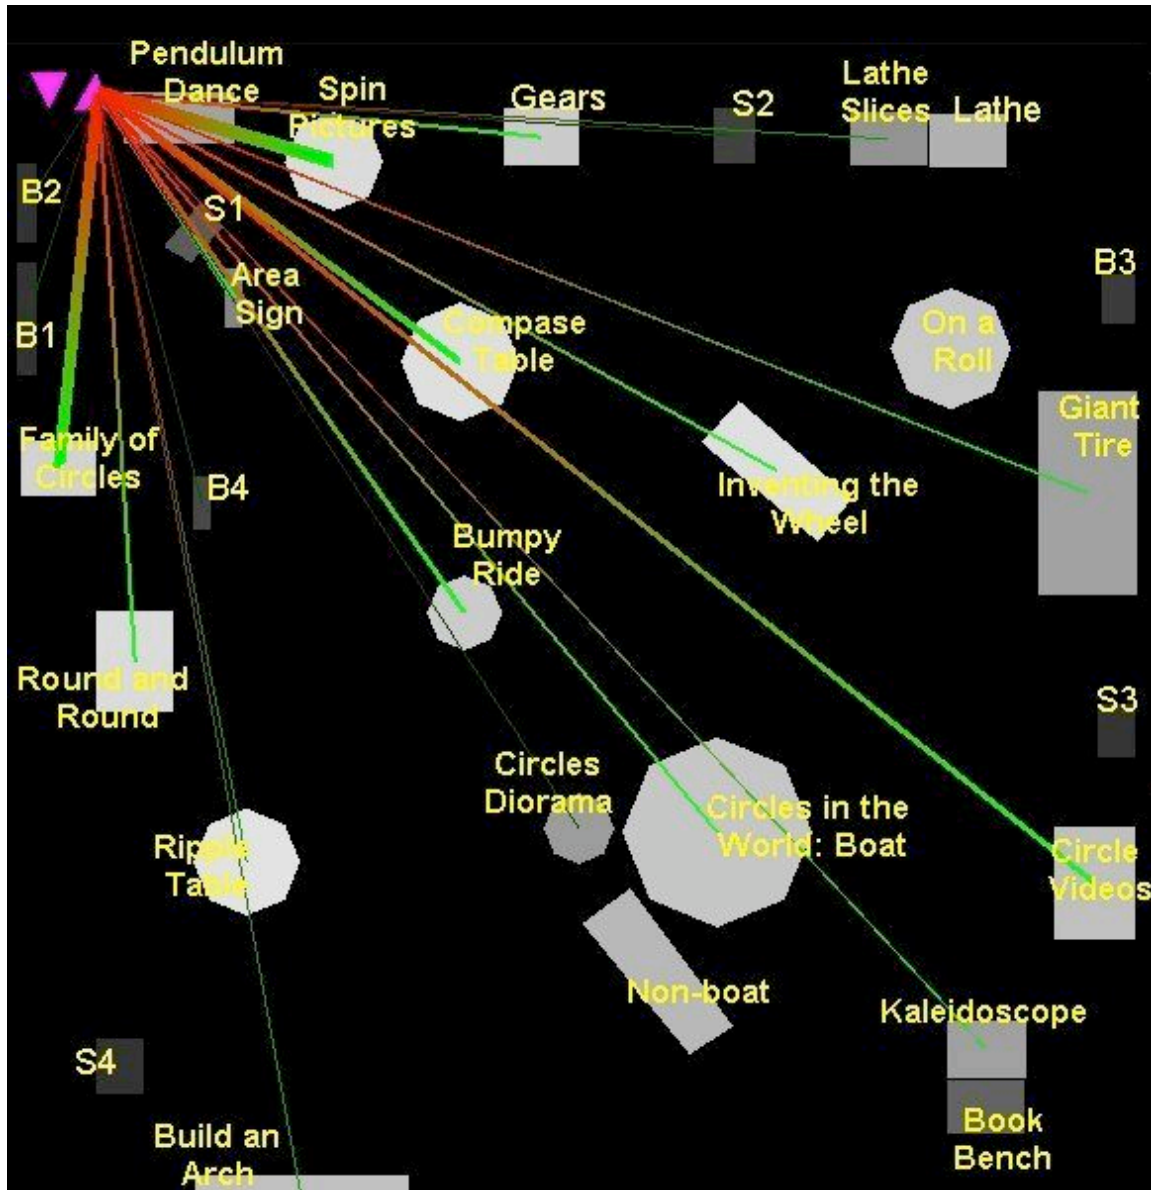 Pendulum
Dance
Spin
Pictures
Gears
S2
Lathe
Slices
Lathe
B2
S1
Area
Sign
B3
B1
Compase
Table
On a
Roll
Giant
Tire
Family of
Circles
B4
Inventing the
Wheel
Bumpy
Ride
Round and
Round
S3
Circles
Diorama
Circles in the
World: Boat
Ripple
Table
Circle
Videos
Non-boat
Kaleidoscope
S4
Book
Bench
Build an
Arch